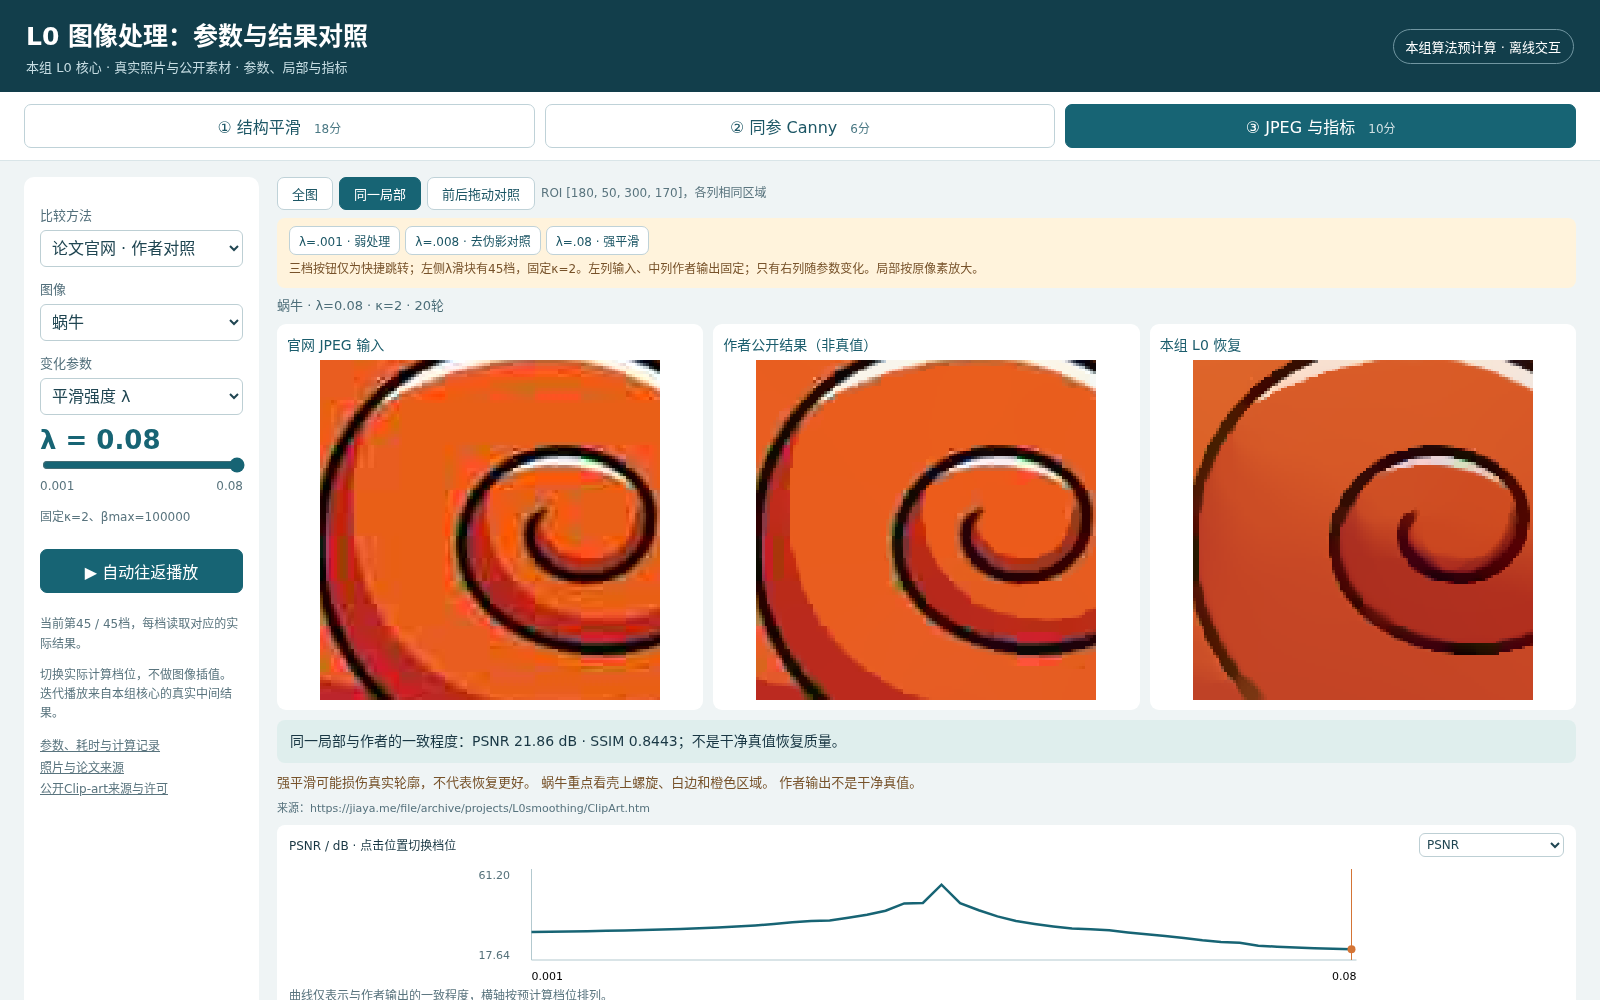 L0 图像处理：参数与结果对照
本组 L0 核心 · 真实照片与公开素材 · 参数、局部与指标
本组算法预计算 · 离线交互
① 结构平滑 18分
② 同参 Canny 6分
③ JPEG 与指标 10分
比较方法
论文官网 · 作者对照
图像
蜗牛
变化参数
平滑强度 λ
λ = 0.08
0.001 0.08
固定κ=2、βmax=100000
▶ 自动往返播放
当前第45 / 45档，每档读取对应的实
际结果。
切换实际计算档位，不做图像插值。
迭代播放来自本组核心的真实中间结
果。
参数、耗时与计算记录
照片与论文来源
公开Clip-art来源与许可
全图 同一局部 前后拖动对照 ROI [180, 50, 300, 170]，各列相同区域
λ=.001 · 弱处理 λ=.008 · 去伪影对照 λ=.08 · 强平滑
三档按钮仅为快捷跳转；左侧λ滑块有45档，固定κ=2。左列输入、中列作者输出固定；只有右列随参数变化。局部按原像素放大。
蜗牛 · λ=0.08 · κ=2 · 20轮
官网 JPEG 输入
作者公开结果（非真值）
本组 L0 恢复
同一局部与作者的一致程度：PSNR 21.86 dB · SSIM 0.8443；不是干净真值恢复质量。
强平滑可能损伤真实轮廓，不代表恢复更好。 蜗牛重点看壳上螺旋、白边和橙色区域。 作者输出不是干净真值。
来源：https://jiaya.me/file/archive/projects/L0smoothing/ClipArt.htm
PSNR / dB · 点击位置切换档位
PSNR
61.20
17.64
0.001 0.08
曲线仅表示与作者输出的一致程度，横轴按预计算档位排列。